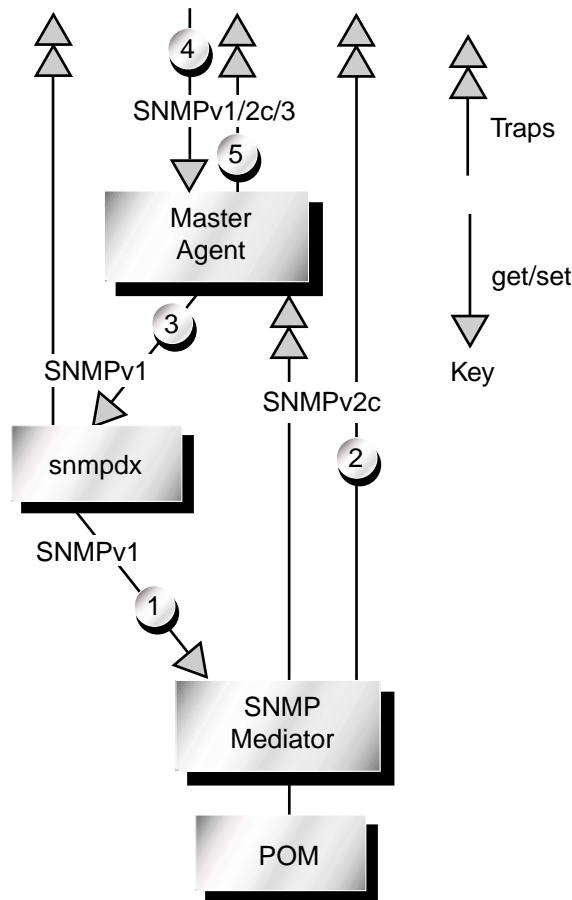 4
SNMPv1/2c/3
5
Traps
Master
Agent
get/set
3
SNMPv1
SNMPv2c
Key
2
snmpdx
SNMPv1
1
SNMP
Mediator
POM